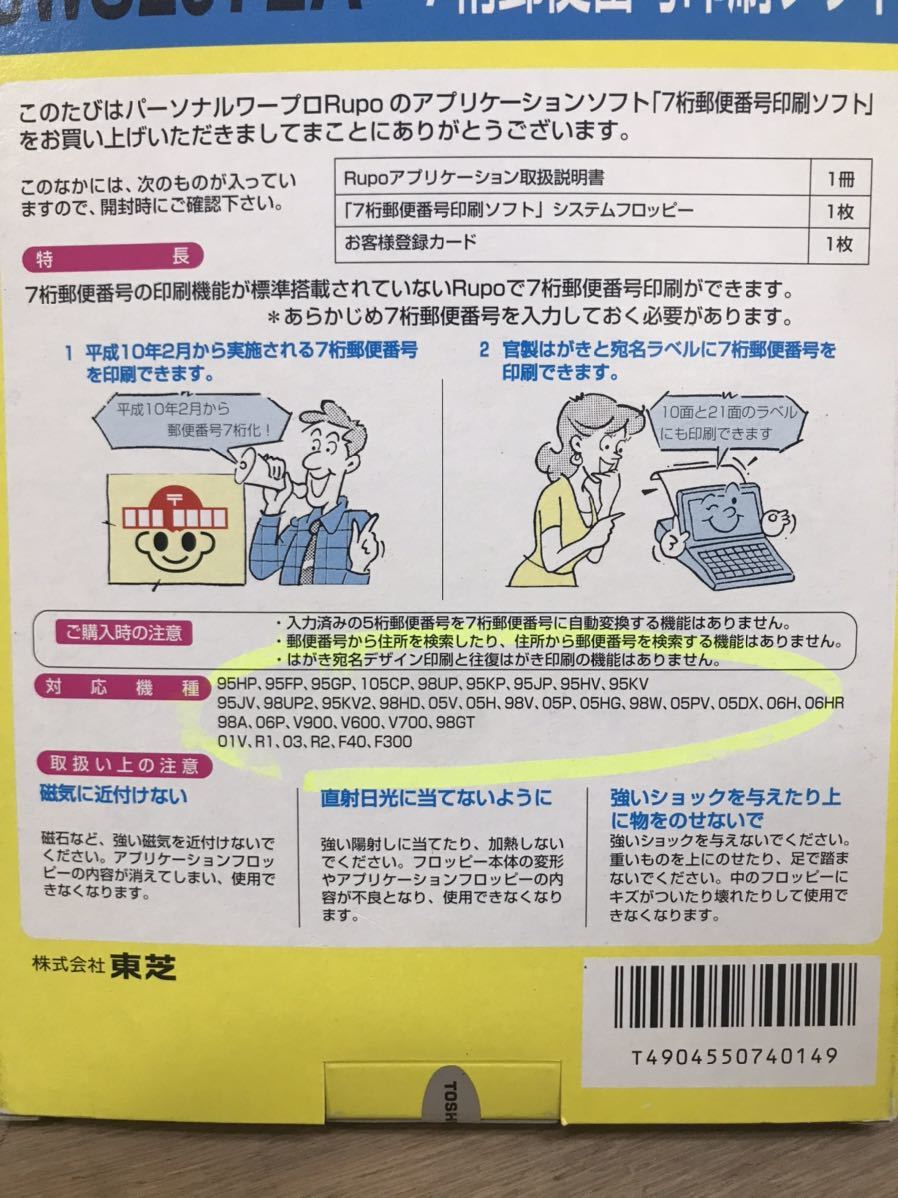 7桁郵便番号印刷ソフト
このたびはパーソナルワープロRupoのアプリケーションソフト「7桁郵便番号印刷ソフト」
をお買い上げいただきましてまことにありがとうございます。
このなかには、次のものが入ってい
ますので、開封時にご確認下さい。
Rupoアプリケーション取扱説明書 1冊
「7桁郵便番号印刷ソフト」システムフロッピー 1枚
お客様登録カード 1枚
特長
7桁郵便番号の印刷機能が標準搭載されていないRupoで7桁郵便番号印刷ができます。
＊あらかじめ7桁郵便番号を入力しておく必要があります。
1 平成10年2月から実施される7桁郵便番号
を印刷できます。
平成10年2月から
郵便番号7桁化！
〒
2 官製はがきと宛名ラベルに7桁郵便番号を
印刷できます。
10面と21面のラベル
にも印刷できます
ご購入時の注意
・入力済みの5桁郵便番号を7桁郵便番号に自動変換する機能はありません。
・郵便番号から住所を検索したり、住所から郵便番号を検索する機能はありません。
・はがき宛名デザイン印刷と往復はがき印刷の機能はありません。
対応機種
95HP、95FP、95GP、105CP、98UP、95KP、95JP、95HV、95KV
95JV、98UP2、95KV2、98HD、05V、05H、98V、05P、05HG、98W、05PV、05DX、06H、06HR
98A、06P、V900、V600、V700、98GT
01V、R1、03、R2、F40、F300
取扱い上の注意
磁気に近付けない
磁石など、強い磁気を近付けないで
ください。アプリケーションフロッ
ピーの内容が消えてしまい、使用で
きなくなります。
直射日光に当てないように
強い陽射しに当てたり、加熱しない
でください。フロッピー本体の変形
やアプリケーションフロッピーの内
容が不良となり、使用できなくなり
ます。
強いショックを与えたり上
に物をのせないで
強いショックを与えないでください。
重いものを上にのせたり、足で踏ま
ないでください。中のフロッピーに
キズがついたり壊れたりして使用で
きなくなります。
株式会社 東芝
T4904550740149
TOSH